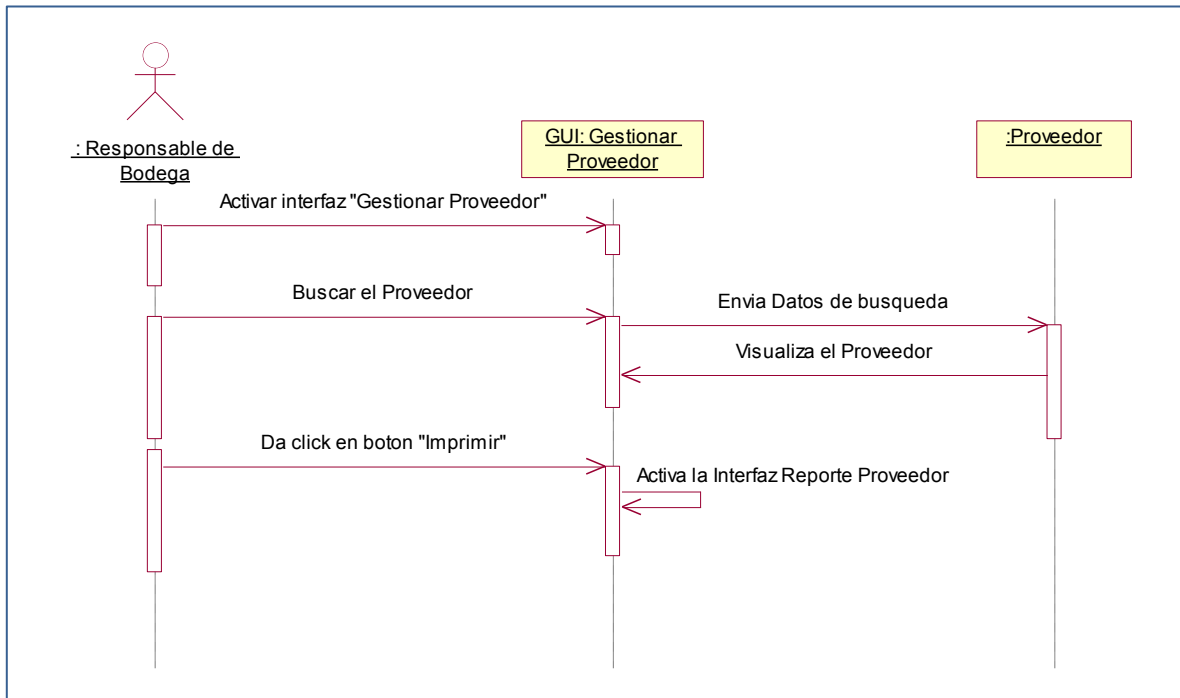 : Responsable de
Bodega
GUI: Gestionar
Proveedor
:Proveedor
Activar interfaz "Gestionar Proveedor"
Buscar el Proveedor
Envia Datos de busqueda
Visualiza el Proveedor
Da click en boton "Imprimir"
Activa la Interfaz Reporte Proveedor